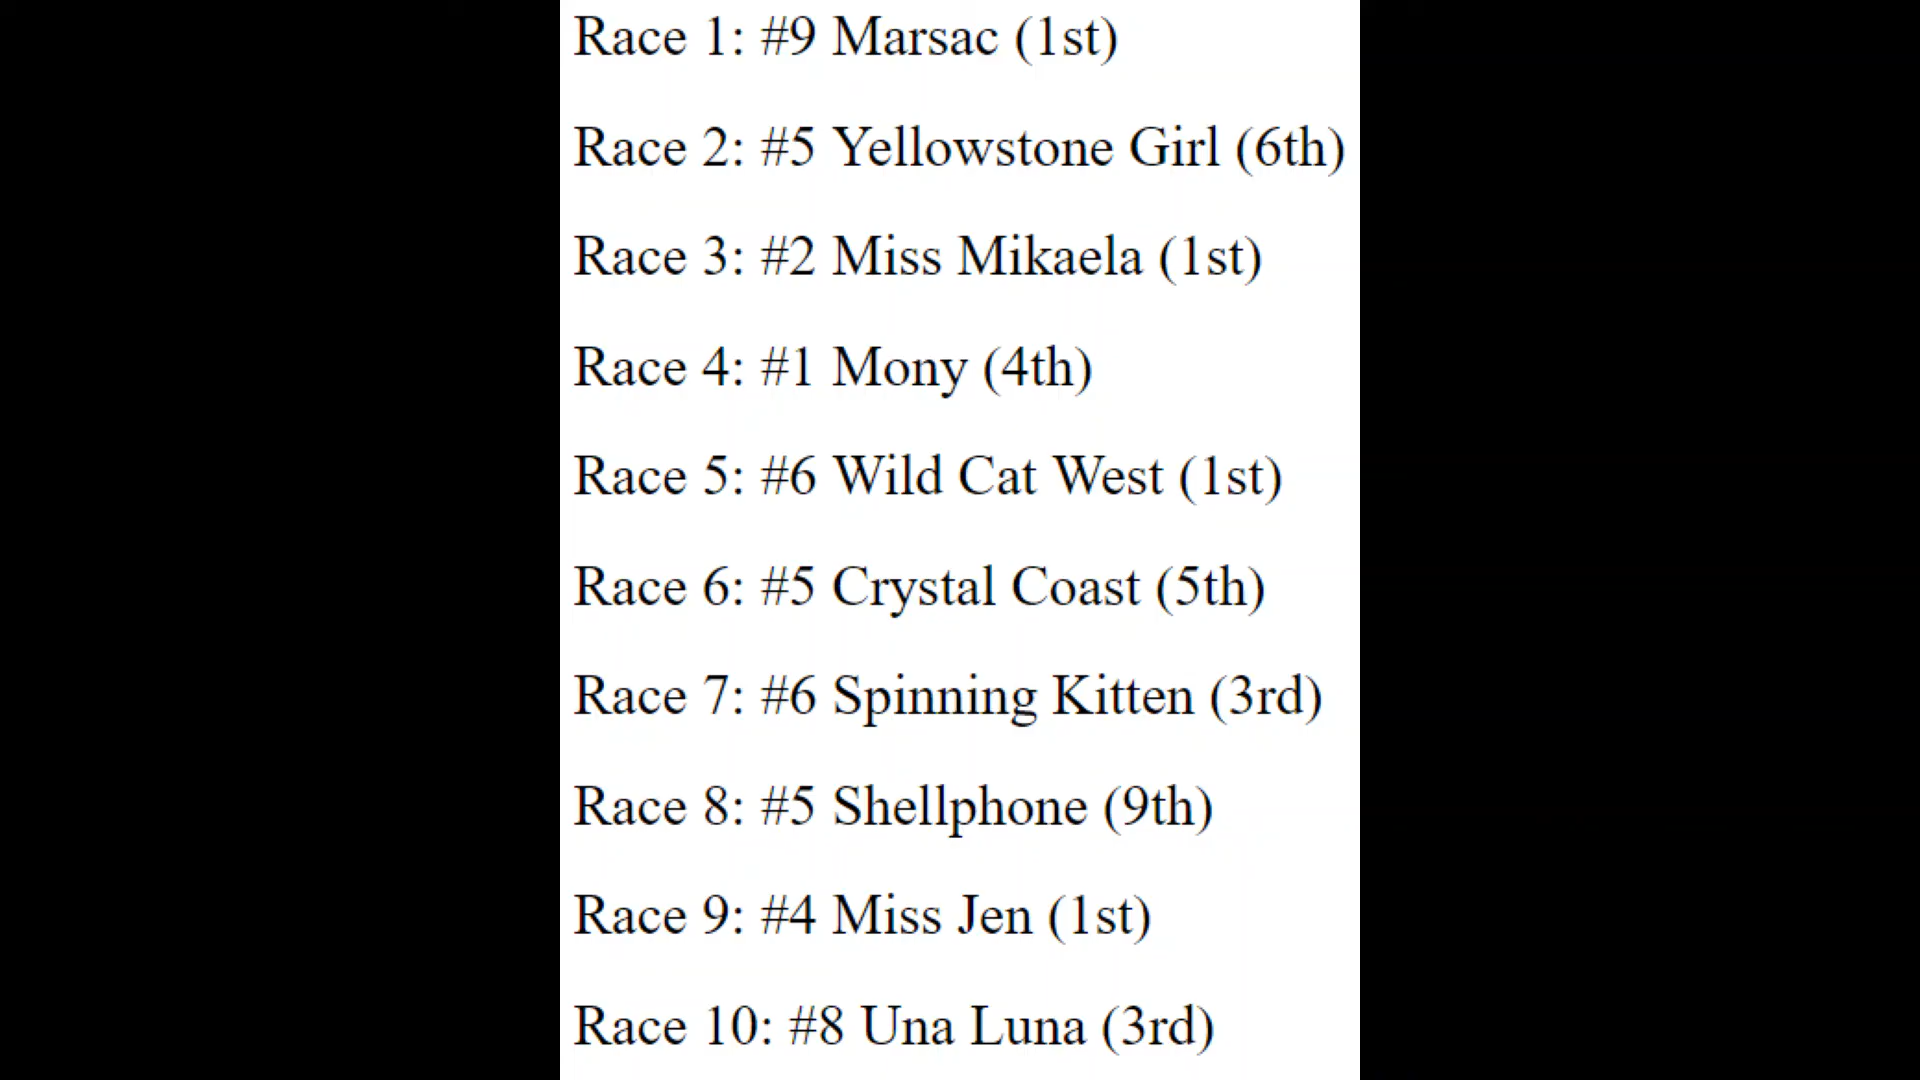 Race 1: #9 Marsac (1st)
Race 2: #5 Yellowstone Girl (6th)
Race 3: #2 Miss Mikaela (1st)
Race 4: #1 Mony (4th)
Race 5: #6 Wild Cat West (1st)
Race 6: #5 Crystal Coast (5th)
Race 7: #6 Spinning Kitten (3rd)
Race 8: #5 Shellphone (9th)
Race 9: #4 Miss Jen (1st)
Race 10: #8 Una Luna (3rd)